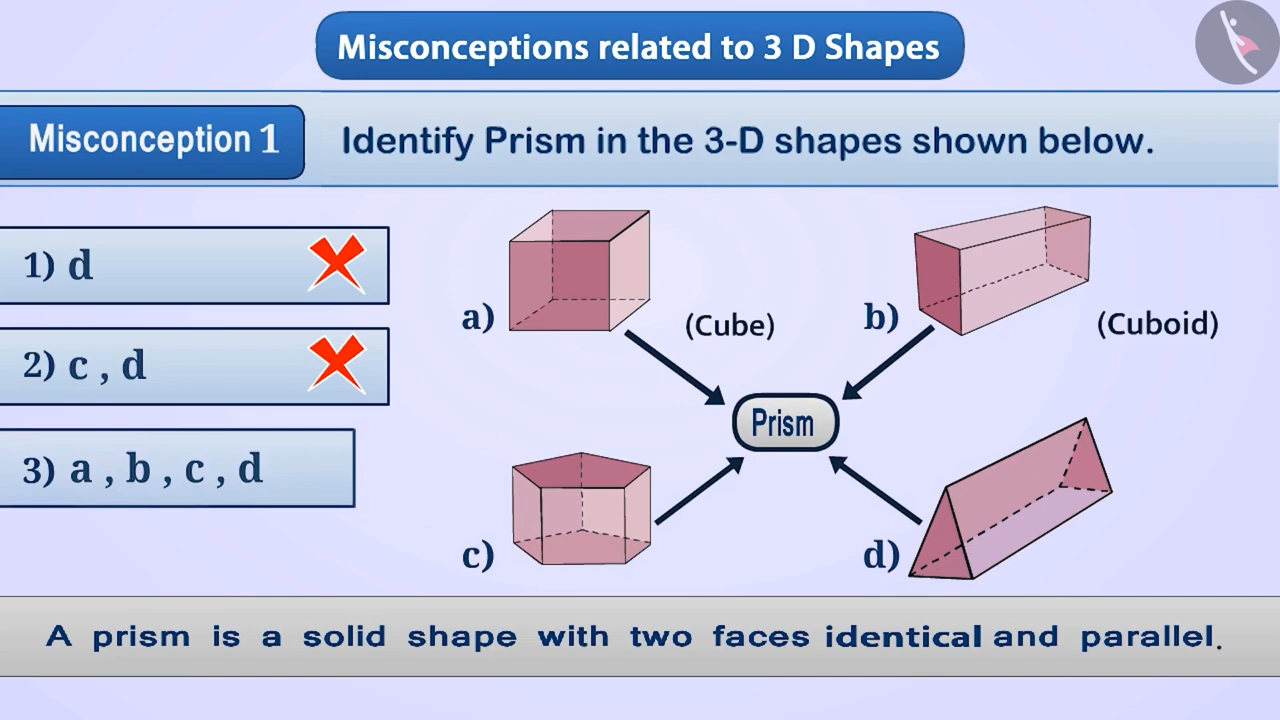 Misconceptions related to 3 D Shapes
Misconception 1
Identify Prism in the 3-D shapes shown below.
1) d
2) c , d
3) a , b , c , d
a)
(Cube)
b)
(Cuboid)
Prism
c)
d)
A prism is a solid shape with two faces identical and parallel.